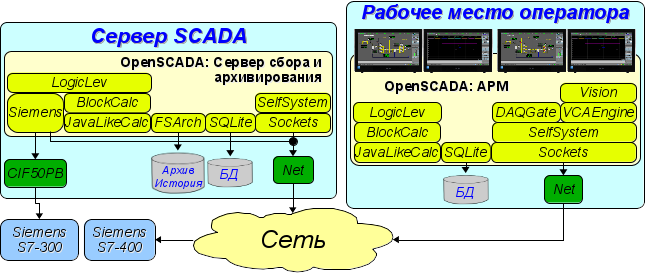 Сервер SCADA
OpenSCADA: Сервер сбора и
архивирования
LogicLev
Siemens
BlockCalc
JavaLikeCalc
FSArch
SQLite
SelfSystem
Sockets
CIF50PB
Архив
История
БД
Net
Siemens
S7-300
Siemens
S7-400
Сеть
Рабочее место оператора
OpenSCADA: АРМ
LogicLev
BlockCalc
JavaLikeCalc
SQLite
Vision
DAQGate
VCAEngine
SelfSystem
Sockets
БД
Net